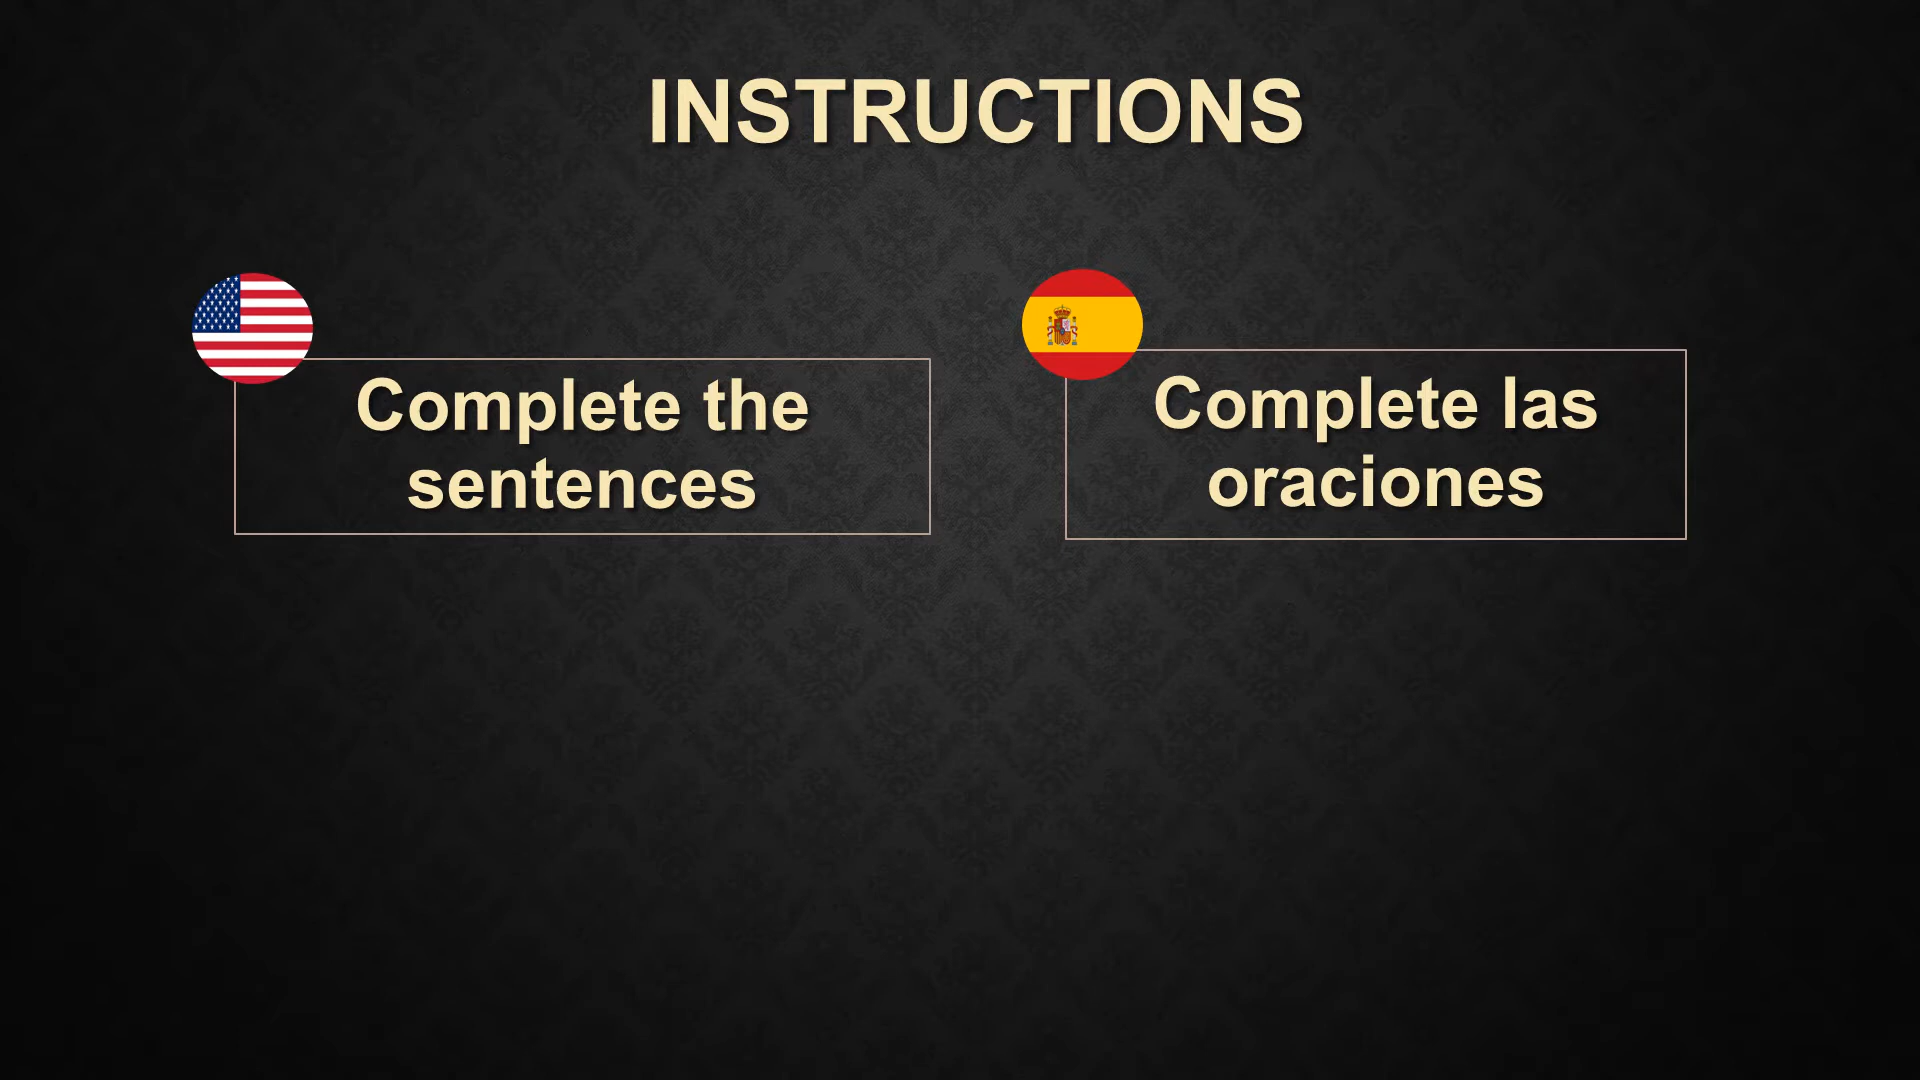 INSTRUCTIONS
Complete the
sentences
Complete las
oraciones